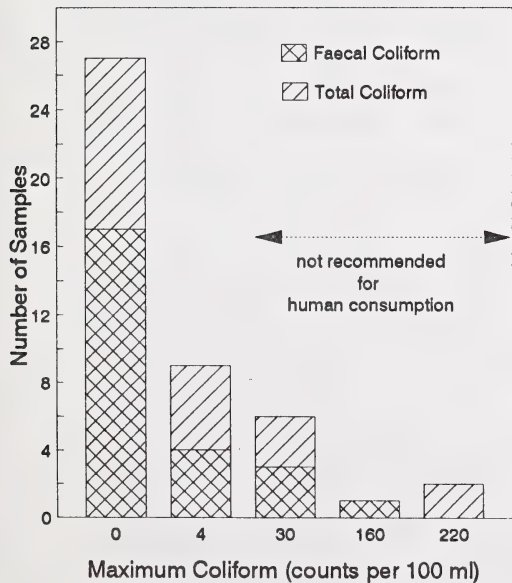 28
24
20
16
12
8
4
0
Number of Samples
Faecal Coliform
Total Coliform
not recommended
for
human consumption
0 4 30 160 220
Maximum Coliform (counts per 100 ml)